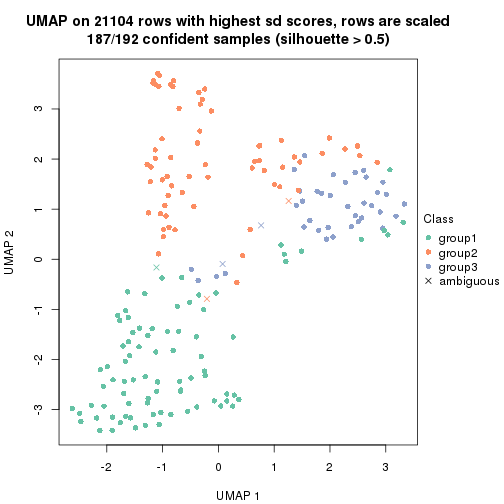 UMAP on 21104 rows with highest sd scores, rows are scaled
187/192 confident samples (silhouette > 0.5)
3
2
1
0
-1
-2
-3
UMAP 2
-2
-1
0
1
2
3
UMAP 1
Class
group1
group2
group3
ambiguous